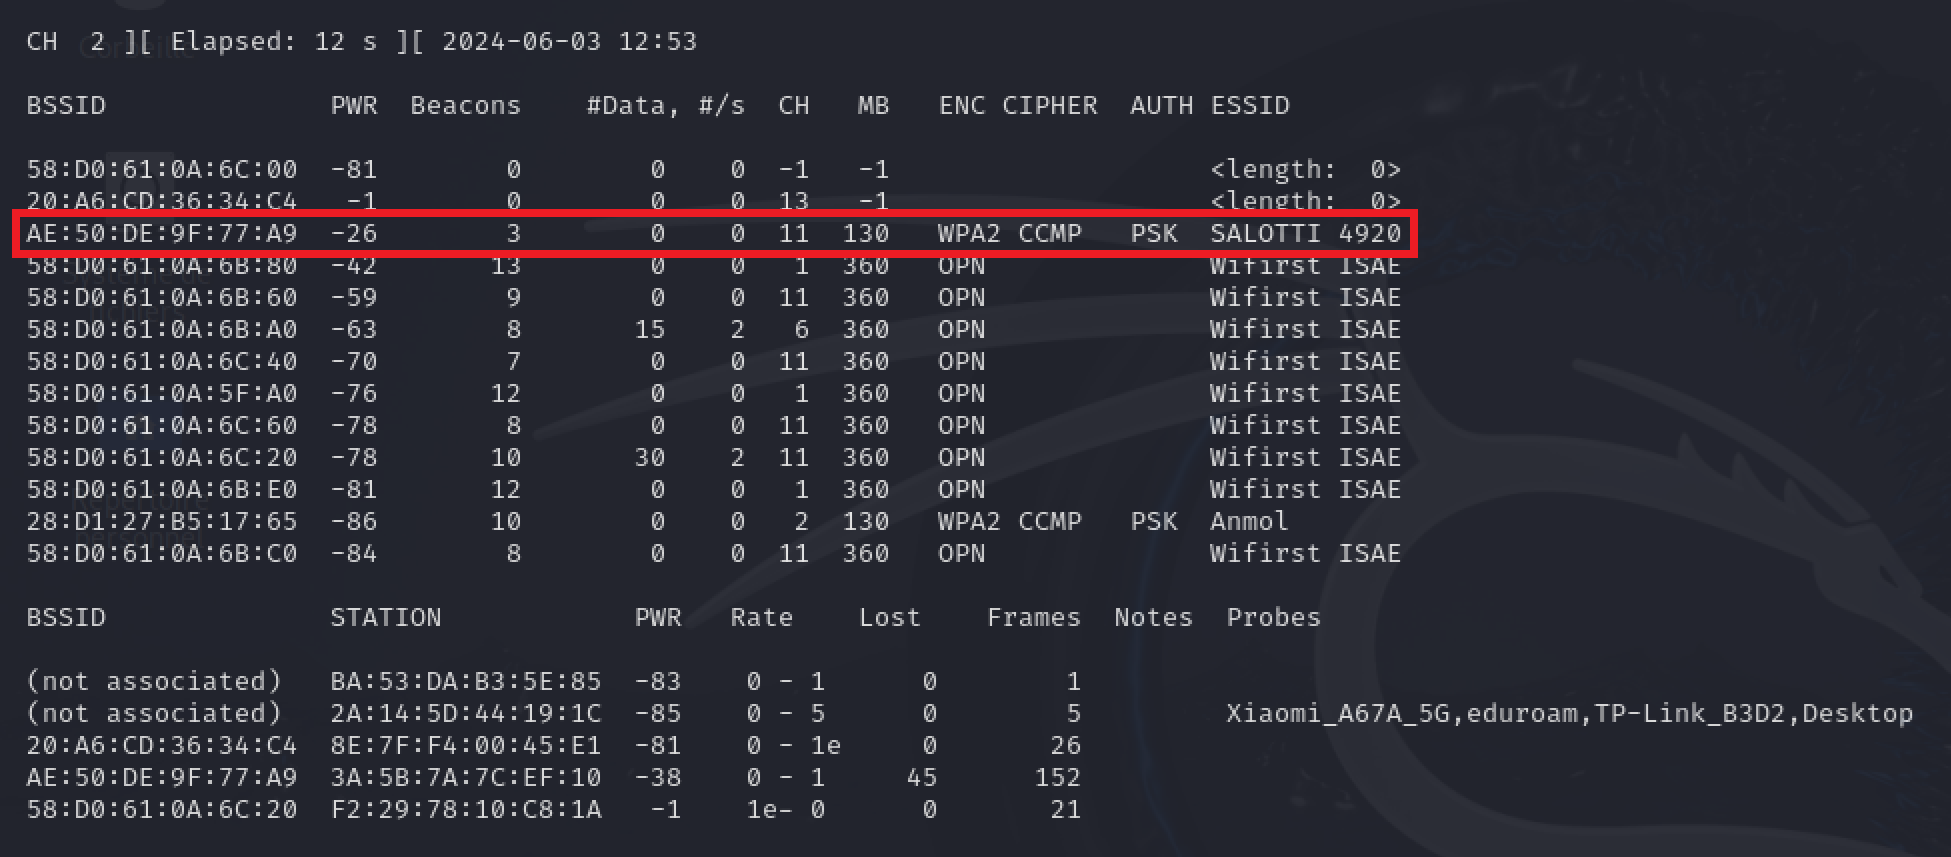 CH  2 ][ Elapsed: 12 s ][ 2024-06-03 12:53
BSSID              PWR  Beacons    #Data, #/s  CH   MB   ENC CIPHER  AUTH ESSID
58:D0:61:0A:6C:00  -81        0        0    0  -1   -1                    <length:  0>
20:A6:CD:36:34:C4   -1        0        0    0  13   -1                    <length:  0>
AE:50:DE:9F:77:A9  -26        3        0    0  11  130   WPA2 CCMP   PSK  SALOTTI 4920
58:D0:61:0A:6B:80  -42       13        0    0   1  360   OPN              Wifirst ISAE
58:D0:61:0A:6B:60  -59        9        0    0  11  360   OPN              Wifirst ISAE
58:D0:61:0A:6B:A0  -63        8       15    2   6  360   OPN              Wifirst ISAE
58:D0:61:0A:6C:40  -70        7        0    0  11  360   OPN              Wifirst ISAE
58:D0:61:0A:5F:A0  -76       12        0    0   1  360   OPN              Wifirst ISAE
58:D0:61:0A:6C:60  -78        8        0    0  11  360   OPN              Wifirst ISAE
58:D0:61:0A:6C:20  -78       10       30    2  11  360   OPN              Wifirst ISAE
58:D0:61:0A:6B:E0  -81       12        0    0   1  360   OPN              Wifirst ISAE
28:D1:27:B5:17:65  -86       10        0    0   2  130   WPA2 CCMP   PSK  Anmol
58:D0:61:0A:6B:C0  -84        8        0    0  11  360   OPN              Wifirst ISAE
BSSID              STATION            PWR   Rate    Lost    Frames  Notes  Probes
(not associated)   BA:53:DA:B3:5E:85  -83    0 - 1      0        1
(not associated)   2A:14:5D:44:19:1C  -85    0 - 5      0        5         Xiaomi_A67A_5G,eduroam,TP-Link_B3D2,Desktop
20:A6:CD:36:34:C4  8E:7F:F4:00:45:E1  -81    0 - 1e     0       26
AE:50:DE:9F:77:A9  3A:5B:7A:7C:EF:10  -38    0 - 1     45      152
58:D0:61:0A:6C:20  F2:29:78:10:C8:1A   -1    1e- 0      0       21